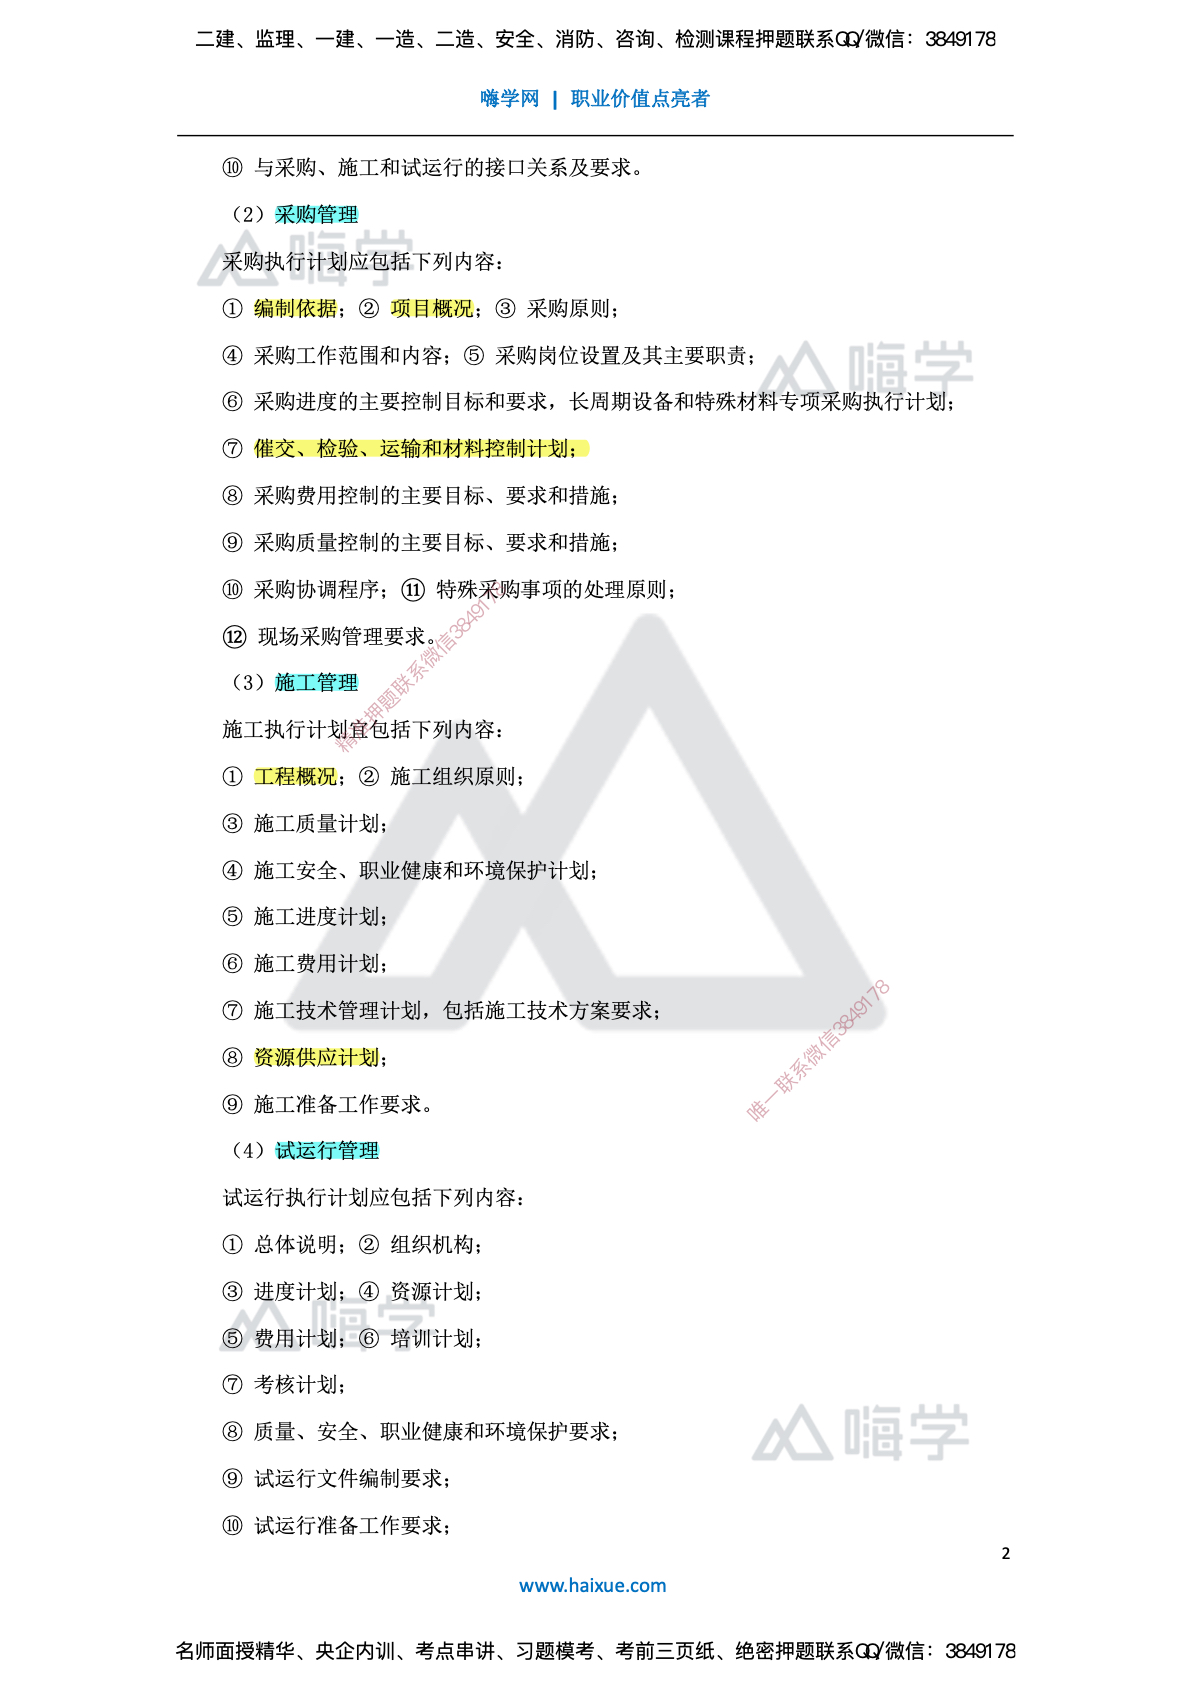 二建、监理、一建、一造、二造、安全、消防、咨询、检测课程押题联系QQ/微信：3849178
嗨学网 | 职业价值点亮者
⑩ 与采购、施工和试运行的接口关系及要求。
（2）采购管理
嗨学
采购执行计划应包括下列内容：
① 编制依据；② 项目概况；③ 采购原则；
④ 采购工作范围和内容；⑤ 采购岗位设置及其主要职责；
嗨学
⑥ 采购进度的主要控制目标和要求，长周期设备和特殊材料专项采购执行计划；
⑦ 催交、检验、运输和材料控制计划；
⑧ 采购费用控制的主要目标、要求和措施；
⑨ 采购质量控制的主要目标、要求和措施；
⑩ 采购协调程序；⑪ 特殊采购事项的处理原则；
⑫ 现场采购管理要求。
精准押题联系微信3849178
（3）施工管理
施工执行计划应包括下列内容：
① 工程概况；② 施工组织原则；
③ 施工质量计划；
④ 施工安全、职业健康和环境保护计划；
⑤ 施工进度计划；
⑥ 施工费用计划；
⑦ 施工技术管理计划，包括施工技术方案要求；
⑧ 资源供应计划；
唯一联系微信3849178
⑨ 施工准备工作要求。
（4）试运行管理
试运行执行计划应包括下列内容：
① 总体说明；② 组织机构；
③ 进度计划；④ 资源计划；
嗨学
⑤ 费用计划；⑥ 培训计划；
⑦ 考核计划；
⑧ 质量、安全、职业健康和环境保护要求；
嗨学
⑨ 试运行文件编制要求；
⑩ 试运行准备工作要求；
2
www.haixue.com
名师面授精华、央企内训、考点串讲、习题模考、考前三页纸、绝密押题联系QQ/微信：3849178